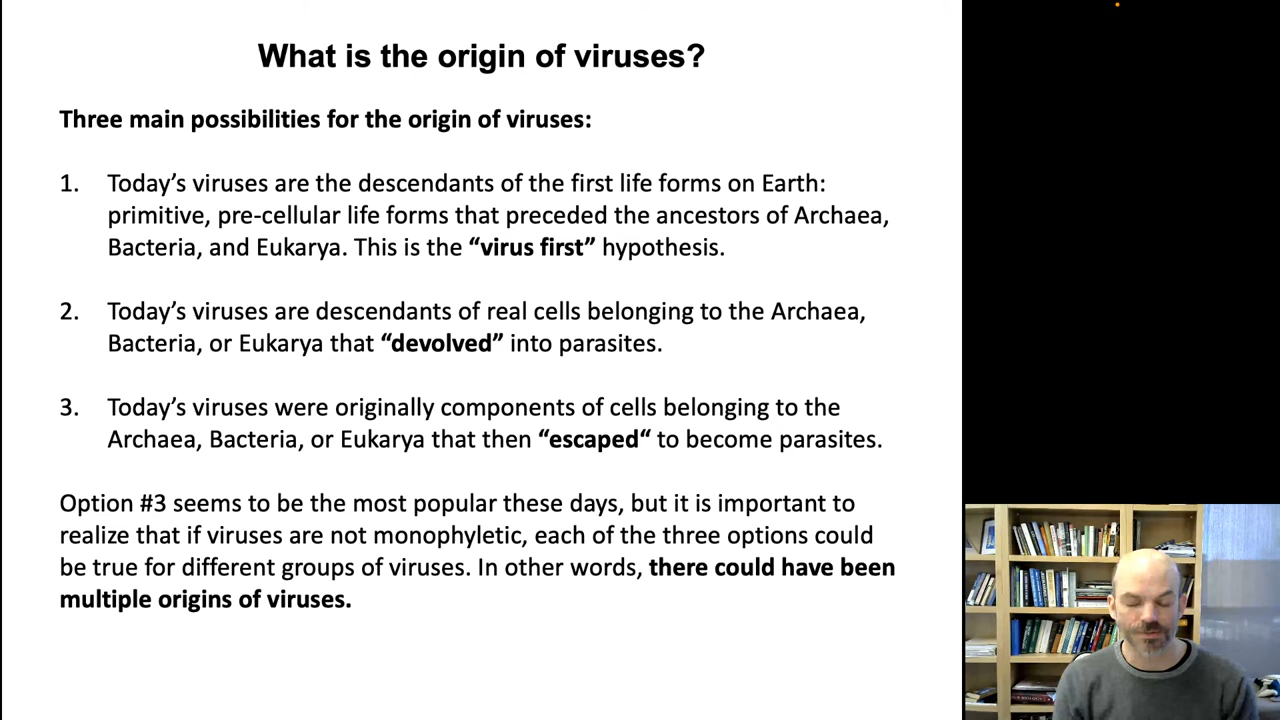 What is the origin of viruses?
Three main possibilities for the origin of viruses:
1. Today’s viruses are the descendants of the first life forms on Earth:
primitive, pre-cellular life forms that preceded the ancestors of Archaea,
Bacteria, and Eukarya. This is the “virus first” hypothesis.
2. Today’s viruses are descendants of real cells belonging to the Archaea,
Bacteria, or Eukarya that “devolved” into parasites.
3. Today’s viruses were originally components of cells belonging to the
Archaea, Bacteria, or Eukarya that then “escaped“ to become parasites.
Option #3 seems to be the most popular these days, but it is important to
realize that if viruses are not monophyletic, each of the three options could
be true for different groups of viruses. In other words, there could have been
multiple origins of viruses.